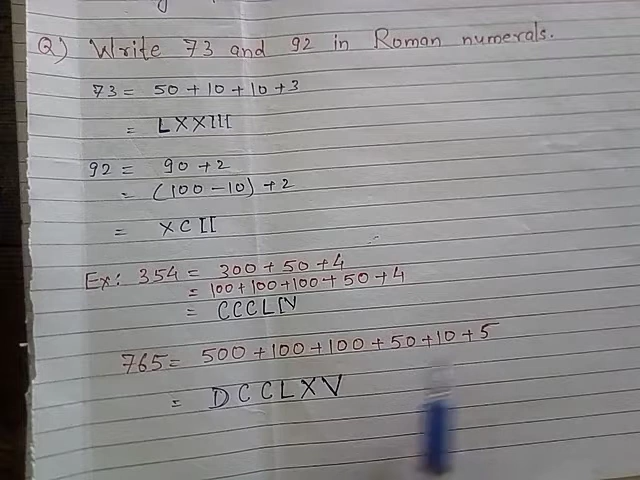 Q) Write 73 and 92 in Roman numerals.
73 = 50 + 10 + 10 + 3
= LXXIII
92 = 90 + 2
= (100 - 10) + 2
= XCII
Ex: 354 = 300 + 50 + 4
= 100 + 100 + 100 + 50 + 4
= CCCLIV
765 = 500 + 100 + 100 + 50 + 10 + 5
= DCCLXV